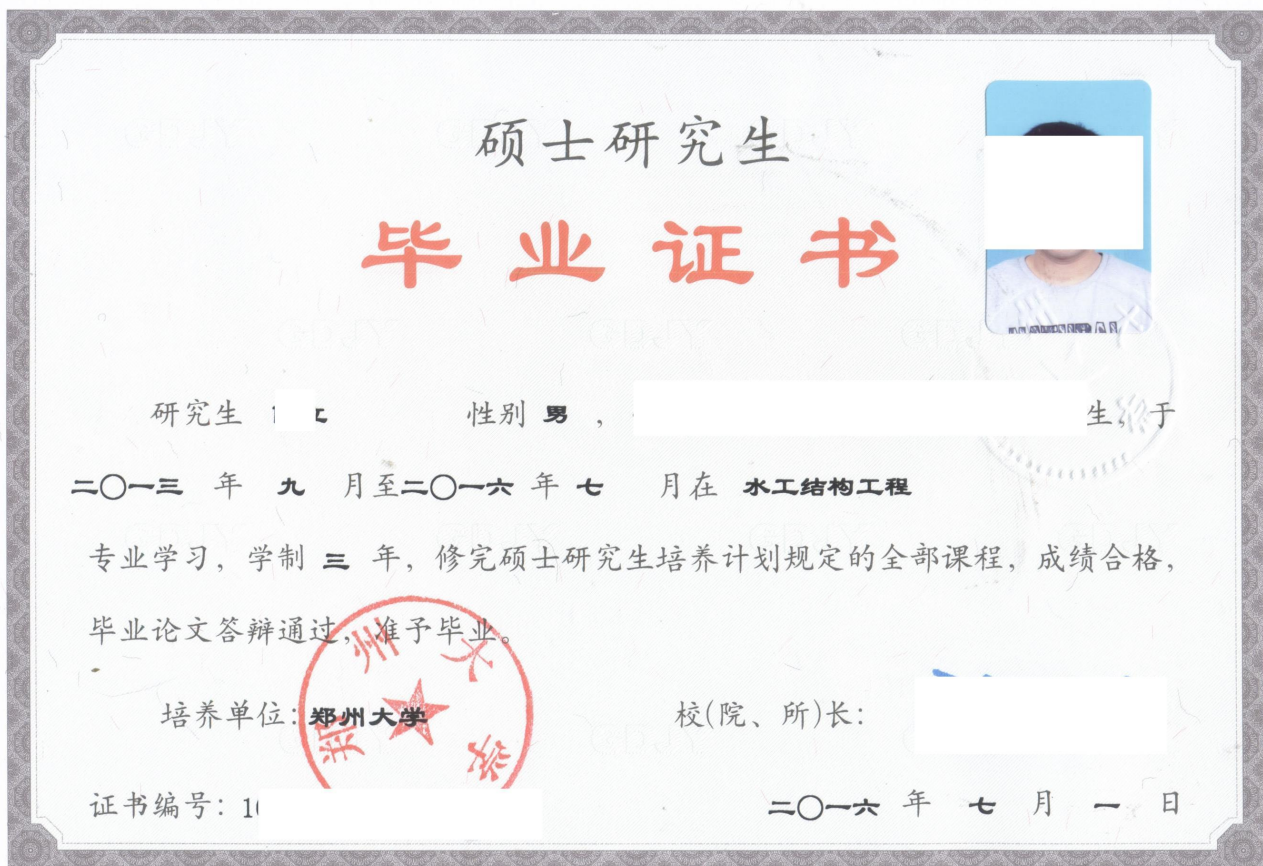 硕士研究生
毕业证书
研究生 性别 男 , 生,于
二〇一三 年 九 月至二〇一六 年 七 月在 水工结构工程
专业学习，学制 三 年，修完硕士研究生培养计划规定的全部课程，成绩合格，
毕业论文答辩通过，准予毕业。
培养单位：郑州大学 校(院、所)长：
郑州大学
证书编号：1 二〇一六 年 七 月 一 日